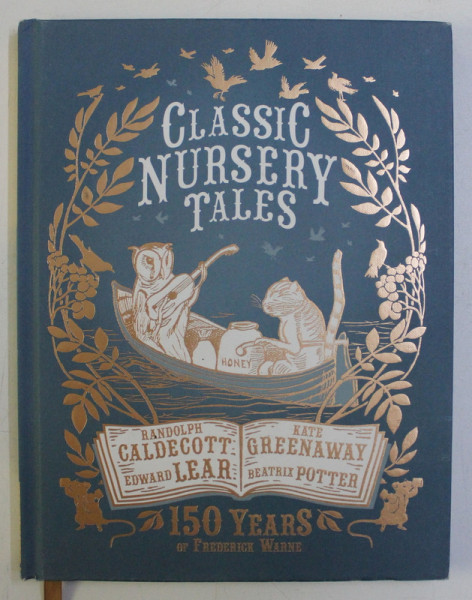 CLASSIC
NURSERY
TALES
HONEY
RANDOLPH
CALDECOTT
EDWARD LEAR
KATE
GREENAWAY
BEATRIX POTTER
150 YEARS
OF FREDERICK WARNE